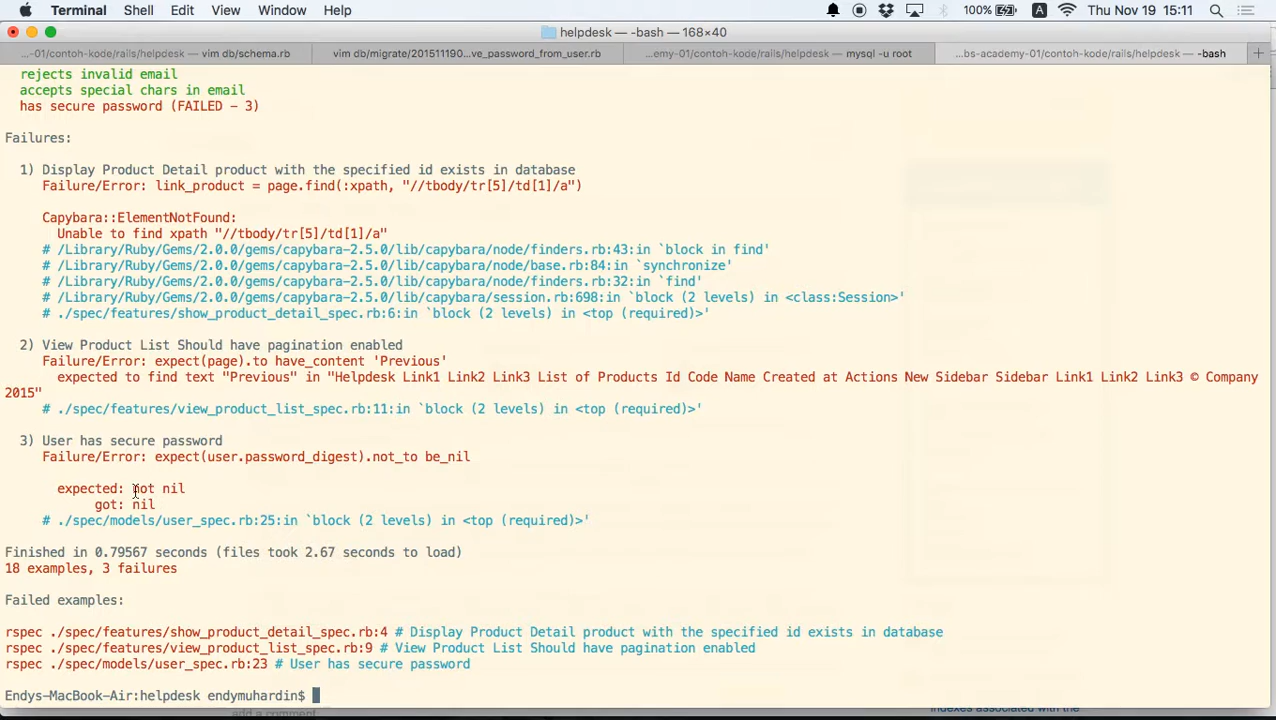 Terminal Shell Edit View Window Help 100% A Thu Nov 19 15:11
helpdesk — -bash — 168×40
...-01/contoh-kode/rails/helpdesk — vim db/schema.rb vim db/migrate/201511190...ve_password_from_user.rb ...emy-01/contoh-kode/rails/helpdesk — mysql -u root ...bs-academy-01/contoh-kode/rails/helpdesk — -bash +
rejects invalid email
accepts special chars in email
has secure password (FAILED - 3)
Failures:
1) Display Product Detail product with the specified id exists in database
Failure/Error: link_product = page.find(:xpath, "//tbody/tr[5]/td[1]/a")
Capybara::ElementNotFound:
Unable to find xpath "//tbody/tr[5]/td[1]/a"
# /Library/Ruby/Gems/2.0.0/gems/capybara-2.5.0/lib/capybara/node/finders.rb:43:in `block in find'
# /Library/Ruby/Gems/2.0.0/gems/capybara-2.5.0/lib/capybara/node/base.rb:84:in `synchronize'
# /Library/Ruby/Gems/2.0.0/gems/capybara-2.5.0/lib/capybara/node/finders.rb:32:in `find'
# /Library/Ruby/Gems/2.0.0/gems/capybara-2.5.0/lib/capybara/session.rb:698:in `block (2 levels) in <class:Session>'
# ./spec/features/show_product_detail_spec.rb:6:in `block (2 levels) in <top (required)>'
2) View Product List Should have pagination enabled
Failure/Error: expect(page).to have_content 'Previous'
expected to find text "Previous" in "Helpdesk Link1 Link2 Link3 List of Products Id Code Name Created at Actions New Sidebar Sidebar Link1 Link2 Link3 © Company
2015"
# ./spec/features/view_product_list_spec.rb:11:in `block (2 levels) in <top (required)>'
3) User has secure password
Failure/Error: expect(user.password_digest).not_to be_nil
expected: not nil
got: nil
# ./spec/models/user_spec.rb:25:in `block (2 levels) in <top (required)>'
Finished in 0.79567 seconds (files took 2.67 seconds to load)
18 examples, 3 failures
Failed examples:
rspec ./spec/features/show_product_detail_spec.rb:4 # Display Product Detail product with the specified id exists in database
rspec ./spec/features/view_product_list_spec.rb:9 # View Product List Should have pagination enabled
rspec ./spec/models/user_spec.rb:23 # User has secure password
Endys-MacBook-Air:helpdesk endymuhardin$
add a comment
indexes associated with the